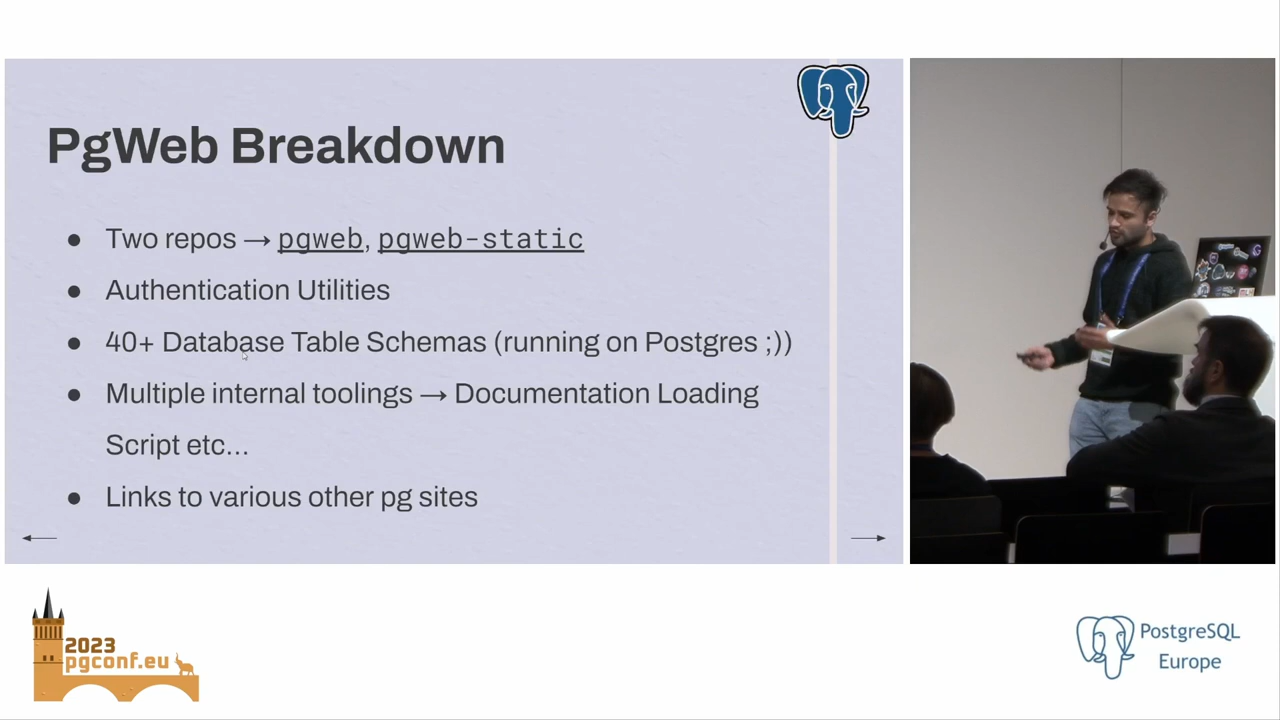 PgWeb Breakdown
● Two repos → pgweb, pgweb-static
● Authentication Utilities
● 40+ Database Table Schemas (running on Postgres ;))
● Multiple internal toolings → Documentation Loading
Script etc...
● Links to various other pg sites
2023
pgconf.eu
PostgreSQL
Europe